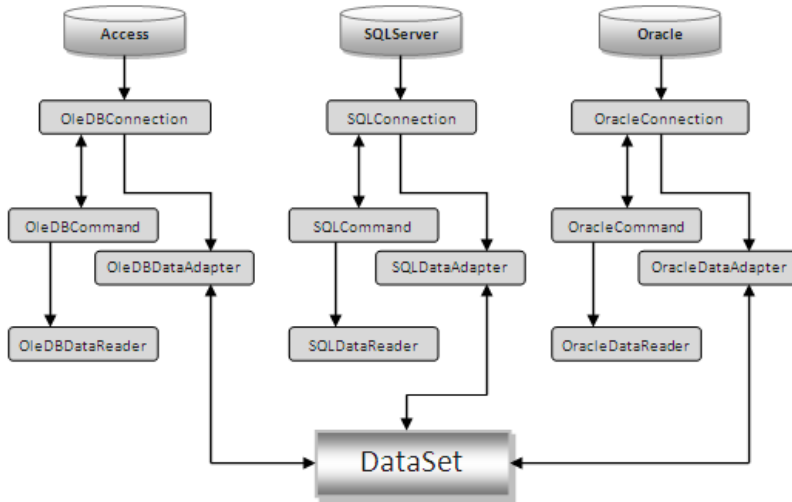 Access
SQLServer
Oracle
OleDBConnection
SQLConnection
OracleConnection
OleDBCommand
SQLCommand
OracleCommand
OleDBDataAdapter
SQLDataAdapter
OracleDataAdapter
OleDBDataReader
SQLDataReader
OracleDataReader
DataSet